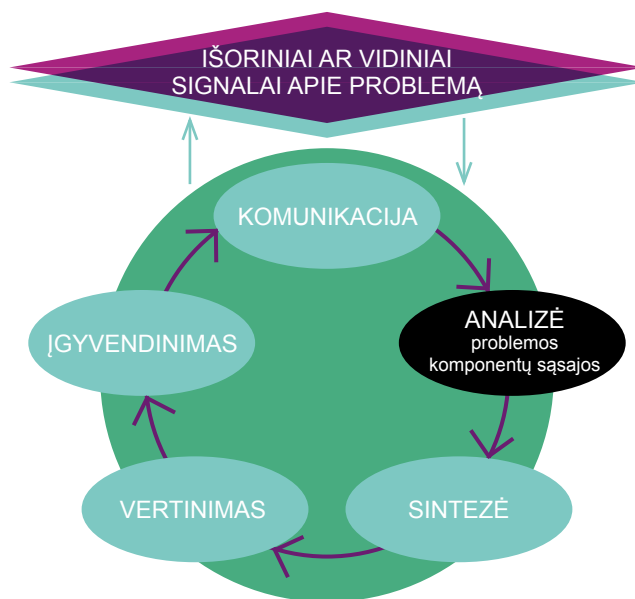 IŠORINIAI AR VIDINIAI
SIGNALAI APIE PROBLEMĄ
KOMUNIKACIJA
ANALIZĖ
problemos
komponentų sąsajos
SINTEZĖ
VERTINIMAS
ĮGYVENDINIMAS